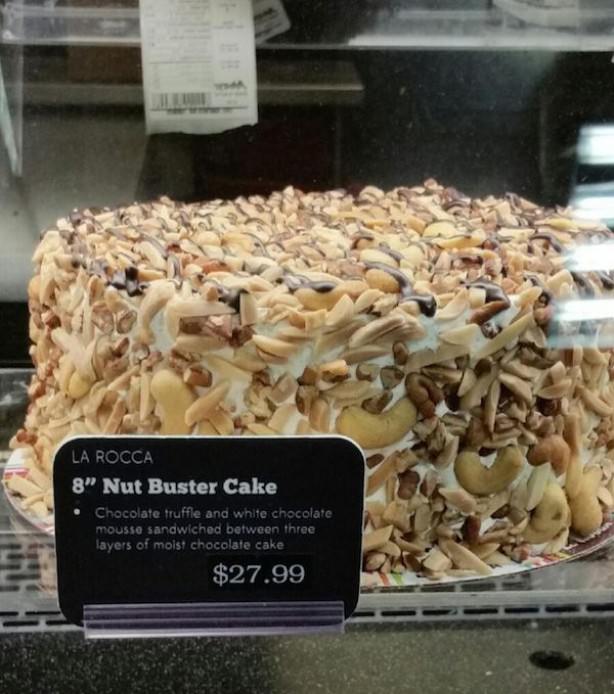 LA ROCCA
8” Nut Buster Cake
• Chocolate truffle and white chocolate
mousse sandwiched between three
layers of moist chocolate cake
$27.99